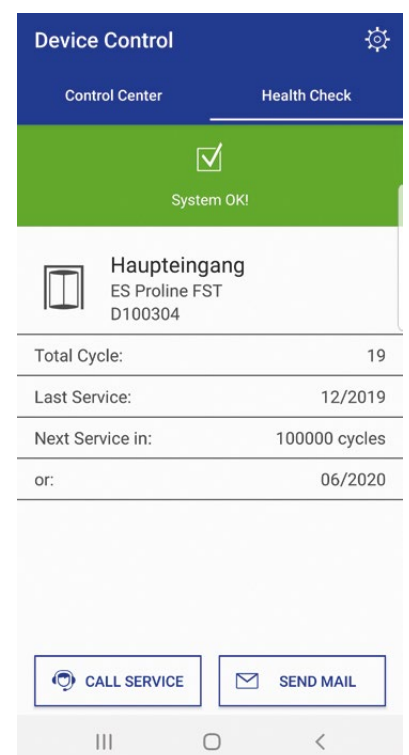 Device Control
Control Center
Health Check
System OK!
Haupteingang
ES Proline FST
D100304
Total Cycle: 19
Last Service: 12/2019
Next Service in: 100000 cycles
or: 06/2020
CALL SERVICE
SEND MAIL